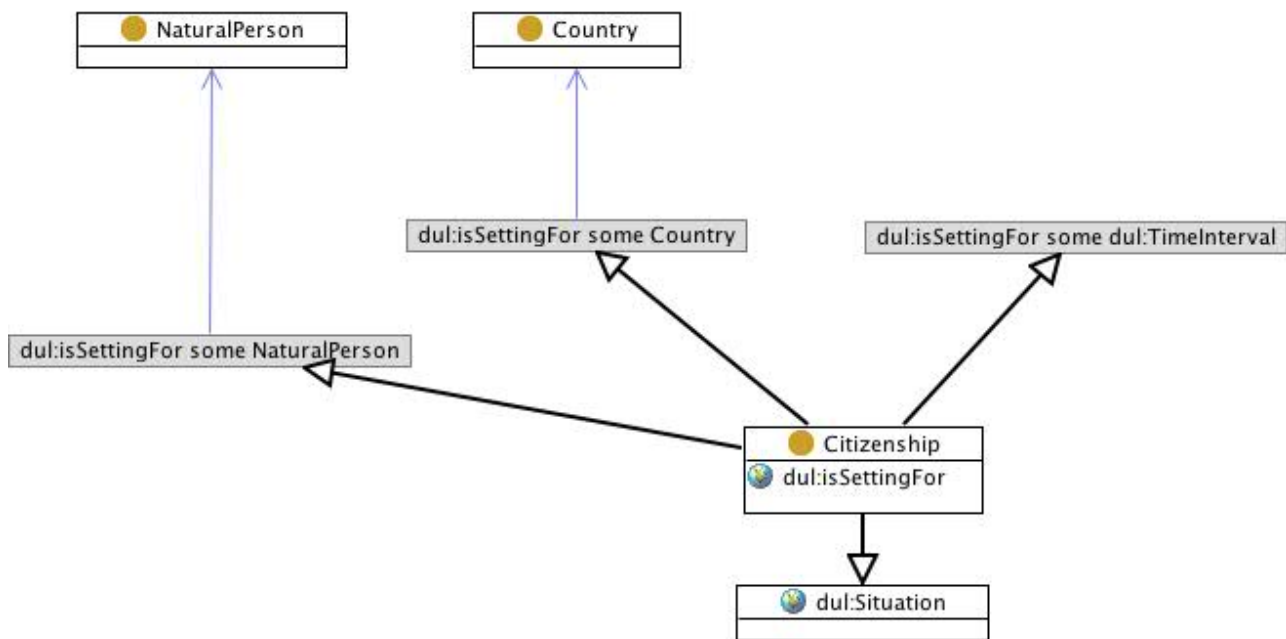 NaturalPerson
Country
dul:isSettingFor some Country
dul:isSettingFor some dul:TimeInterval
dul:isSettingFor some NaturalPerson
Citizenship
dul:isSettingFor
dul:Situation